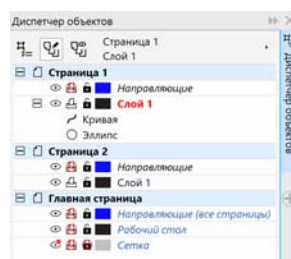 Диспетчер объектов
Страница 1
Слой 1
Страница 1
Направляющие
Слой 1
Кривая
Эллипс
Страница 2
Направляющие
Слой 1
Главная страница
Направляющие (все страницы)
Рабочий стол
Сетка
Диспетчер объектов